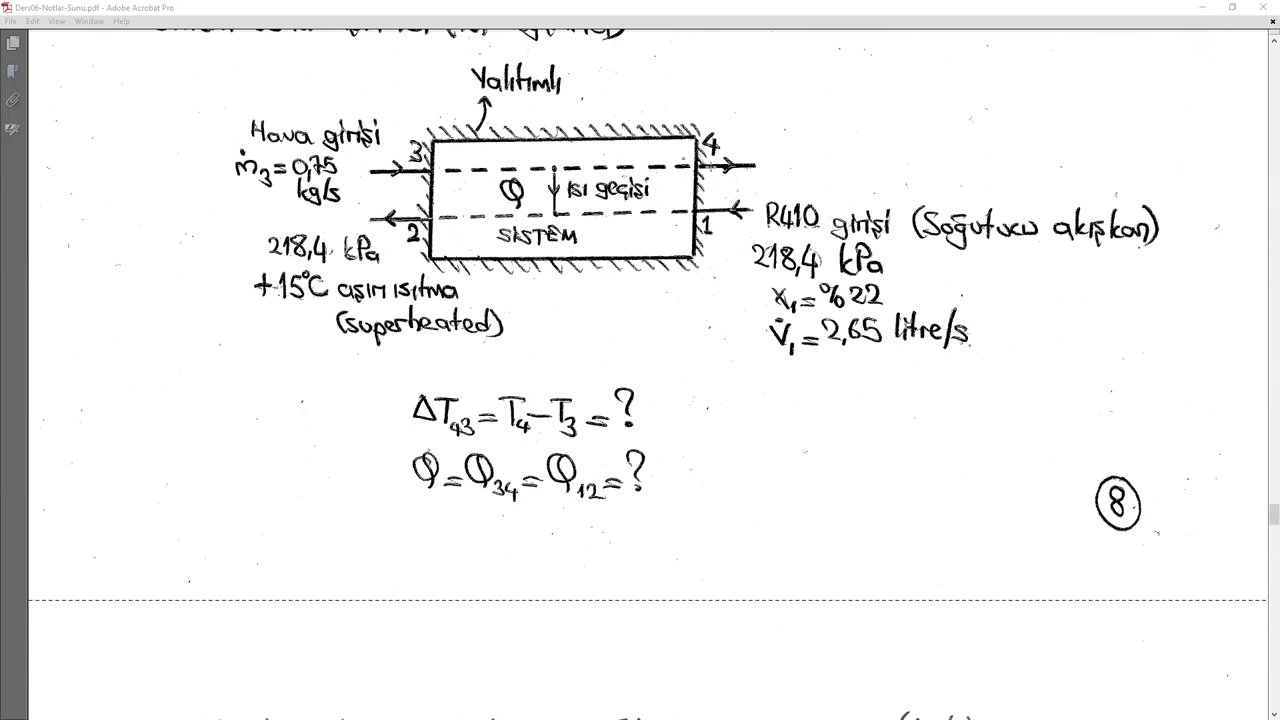 Ders06-Notlar-Sunu.pdf - Adobe Acrobat Pro
File Edit View Window Help
Yalıtımlı
Hava girişi
ṁ₃ = 0,75
kg/s
3
4
Q ısı geçişi
2
1
SİSTEM
218,4 kPa
+15°C aşırı ısıtma
(superheated)
R410 girişi (Soğutucu akışkan)
218,4 kPa
x₁ = %22
V̇₁ = 2,65 litre/s
ΔT₄₃ = T₄ - T₃ = ?
Q = Q₃₄ = Q₁₂ = ?
8